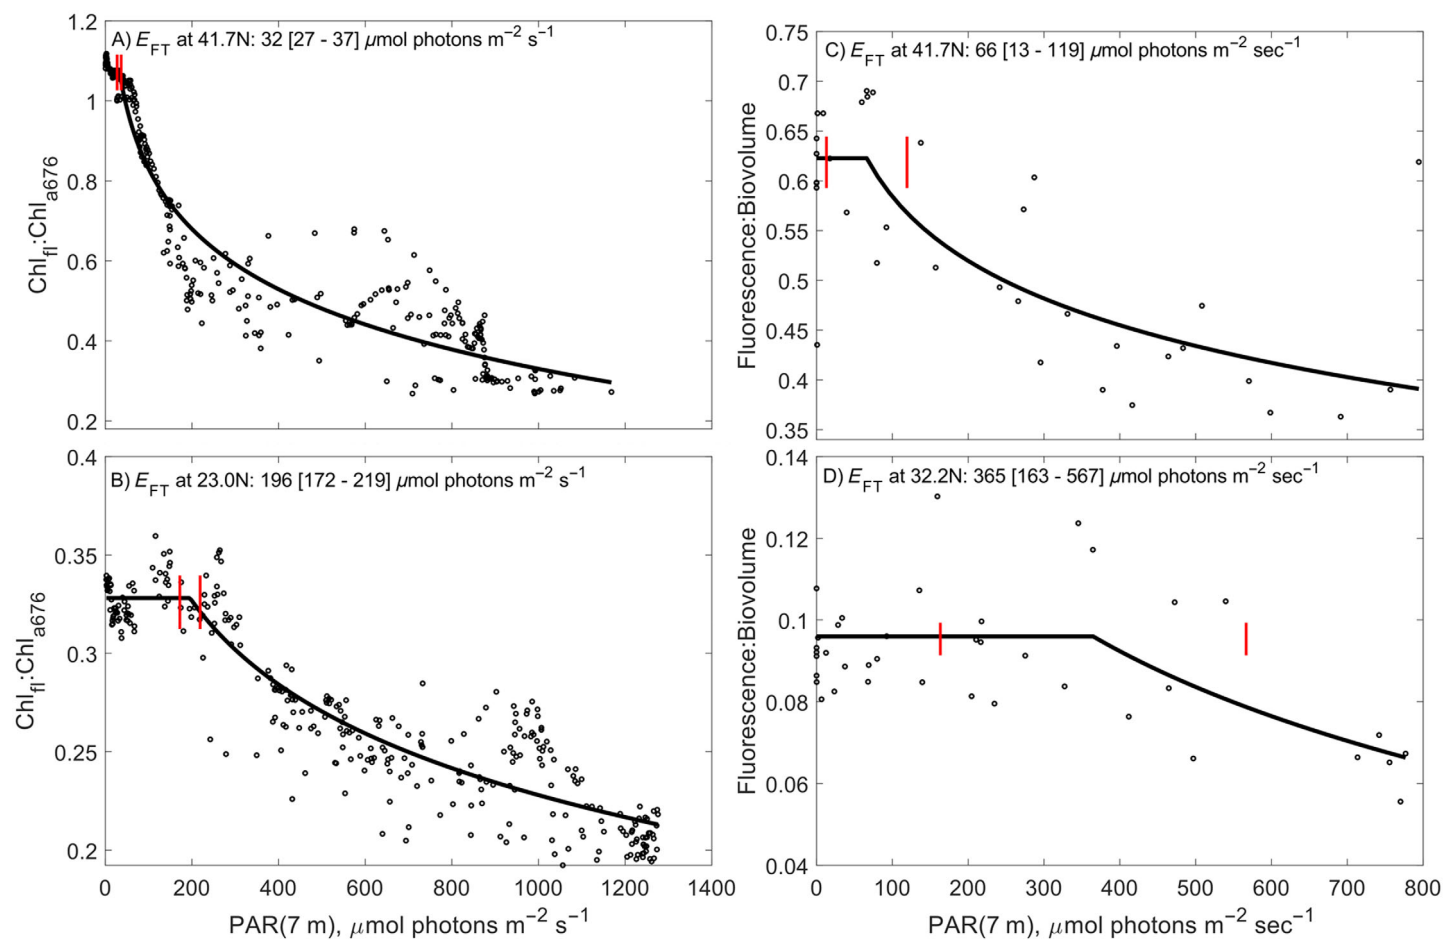 A) E_FT at 41.7N: 32 [27 - 37] μmol photons m⁻² s⁻¹
1.2
1
0.8
0.6
0.4
0.2
Chl_fl:Chl_a676
C) E_FT at 41.7N: 66 [13 - 119] μmol photons m⁻² sec⁻¹
0.75
0.7
0.65
0.6
0.55
0.5
0.45
0.4
0.35
Fluorescence:Biovolume
B) E_FT at 23.0N: 196 [172 - 219] μmol photons m⁻² s⁻¹
0.4
0.35
0.3
0.25
0.2
Chl_fl:Chl_a676
0 200 400 600 800 1000 1200 1400
PAR(7 m), μmol photons m⁻² s⁻¹
D) E_FT at 32.2N: 365 [163 - 567] μmol photons m⁻² sec⁻¹
0.14
0.12
0.1
0.08
0.06
0.04
Fluorescence:Biovolume
0 100 200 300 400 500 600 700 800
PAR(7 m), μmol photons m⁻² sec⁻¹